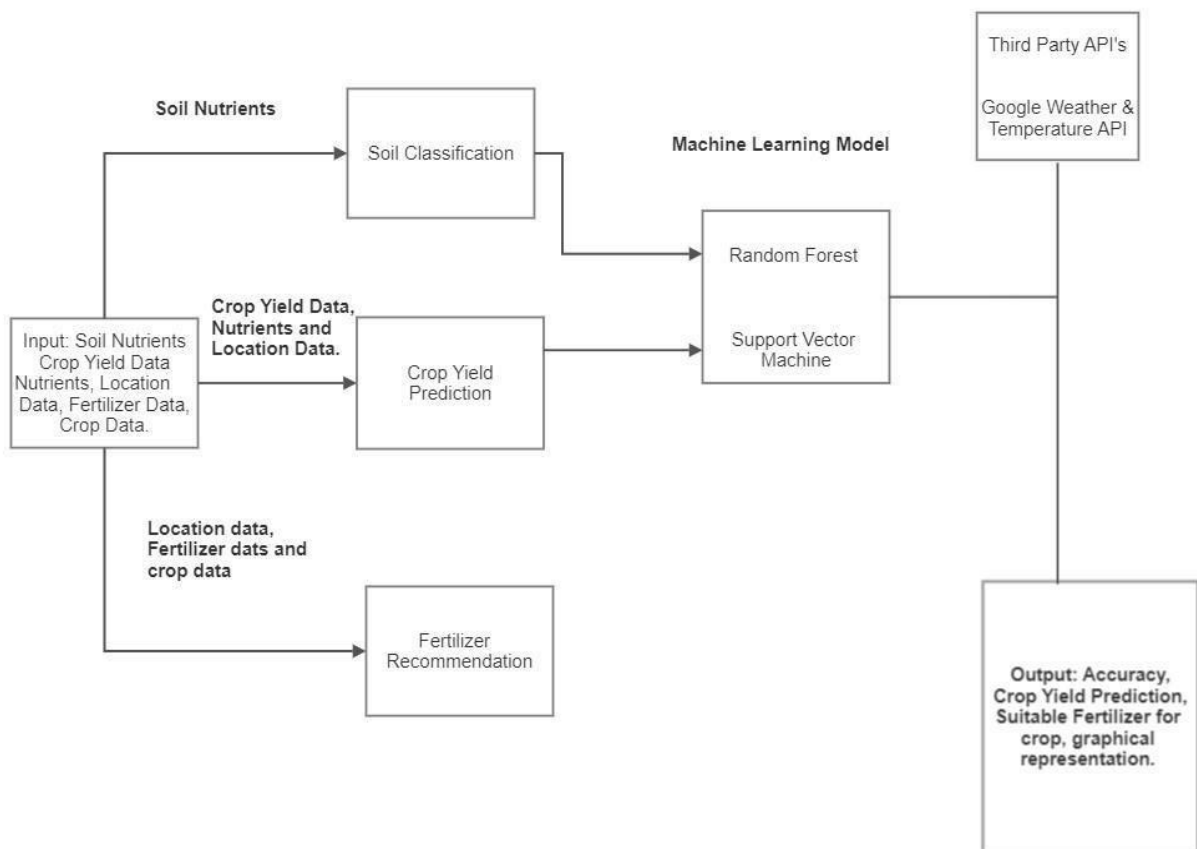 Third Party API's
Google Weather &
Temperature API
Soil Nutrients
Soil Classification
Machine Learning Model
Random Forest
Support Vector
Machine
Crop Yield Data,
Nutrients and
Location Data.
Input: Soil Nutrients
Crop Yield Data
Nutrients, Location
Data, Fertilizer Data,
Crop Data.
Crop Yield
Prediction
Location data,
Fertilizer dats and
crop data
Fertilizer
Recommendation
Output: Accuracy,
Crop Yield Prediction,
Suitable Fertilizer for
crop, graphical
representation.